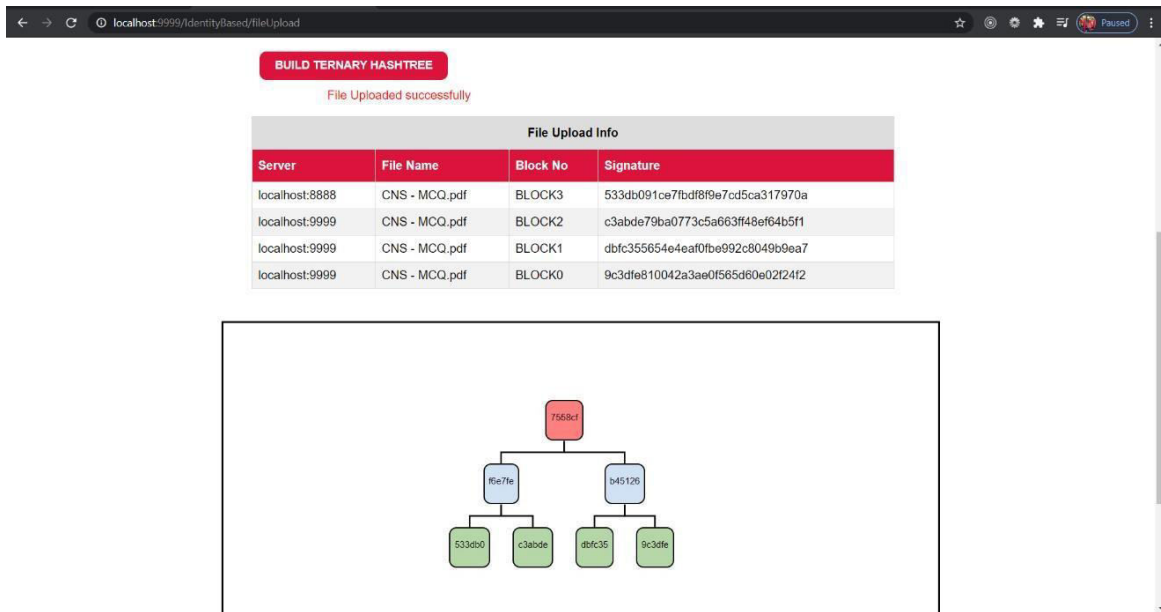 localhost:9999/IdentityBased/fileUpload
Paused
BUILD TERNARY HASHTREE
File Uploaded successfully
File Upload Info
Server File Name Block No Signature
localhost:8888 CNS - MCQ.pdf BLOCK3 533db091ce7fbdf8f9e7cd5ca317970a
localhost:9999 CNS - MCQ.pdf BLOCK2 c3abde79ba0773c5a663ff48ef64b5f1
localhost:9999 CNS - MCQ.pdf BLOCK1 dbfc355654e4eaf0fbe992c8049b9ea7
localhost:9999 CNS - MCQ.pdf BLOCK0 9c3dfe810042a3ae0f565d60e02f24f2
7558cf
f6e7fe b45126
533db0 c3abde dbfc35 9c3dfe